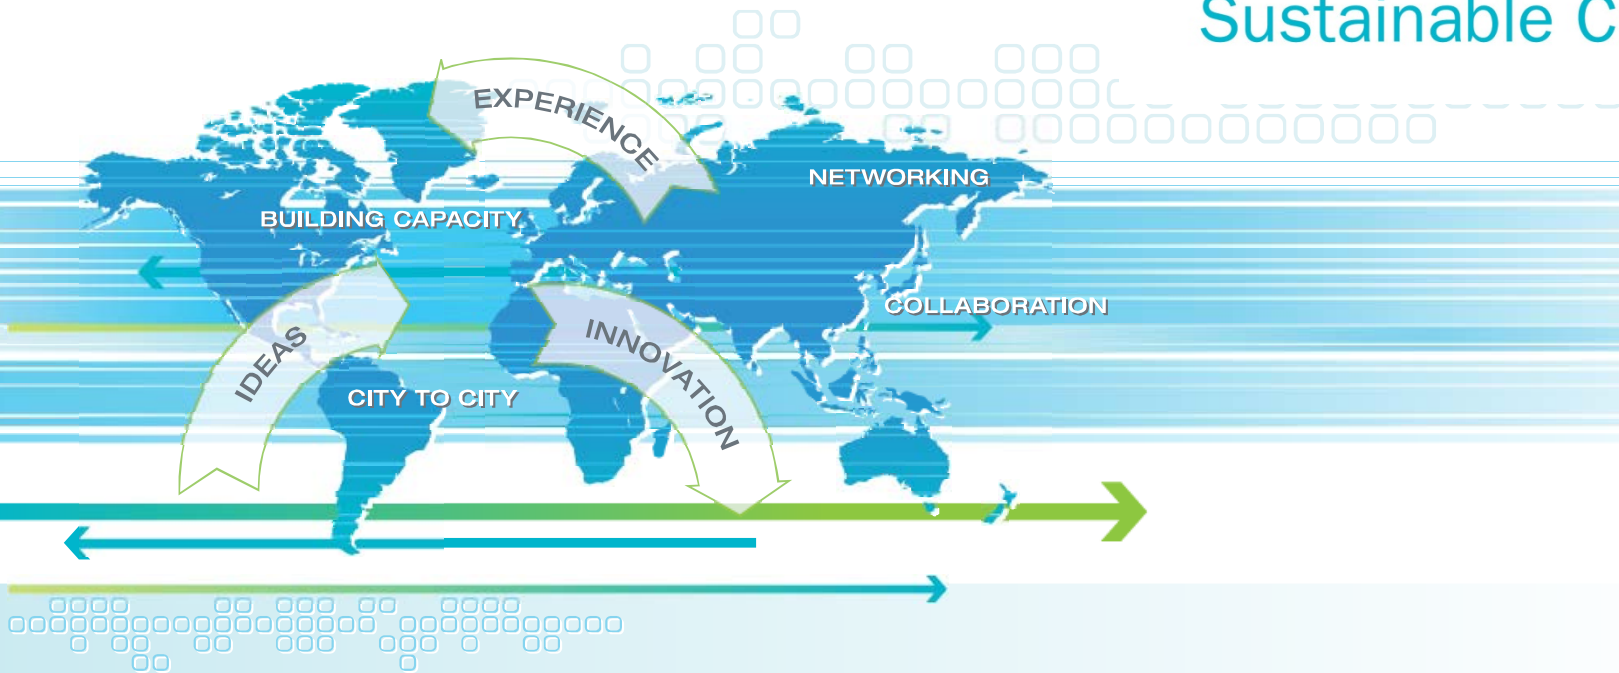 Sustainable C
EXPERIENCE
NETWORKING
BUILDING CAPACITY
COLLABORATION
IDEAS
INNOVATION
CITY TO CITY